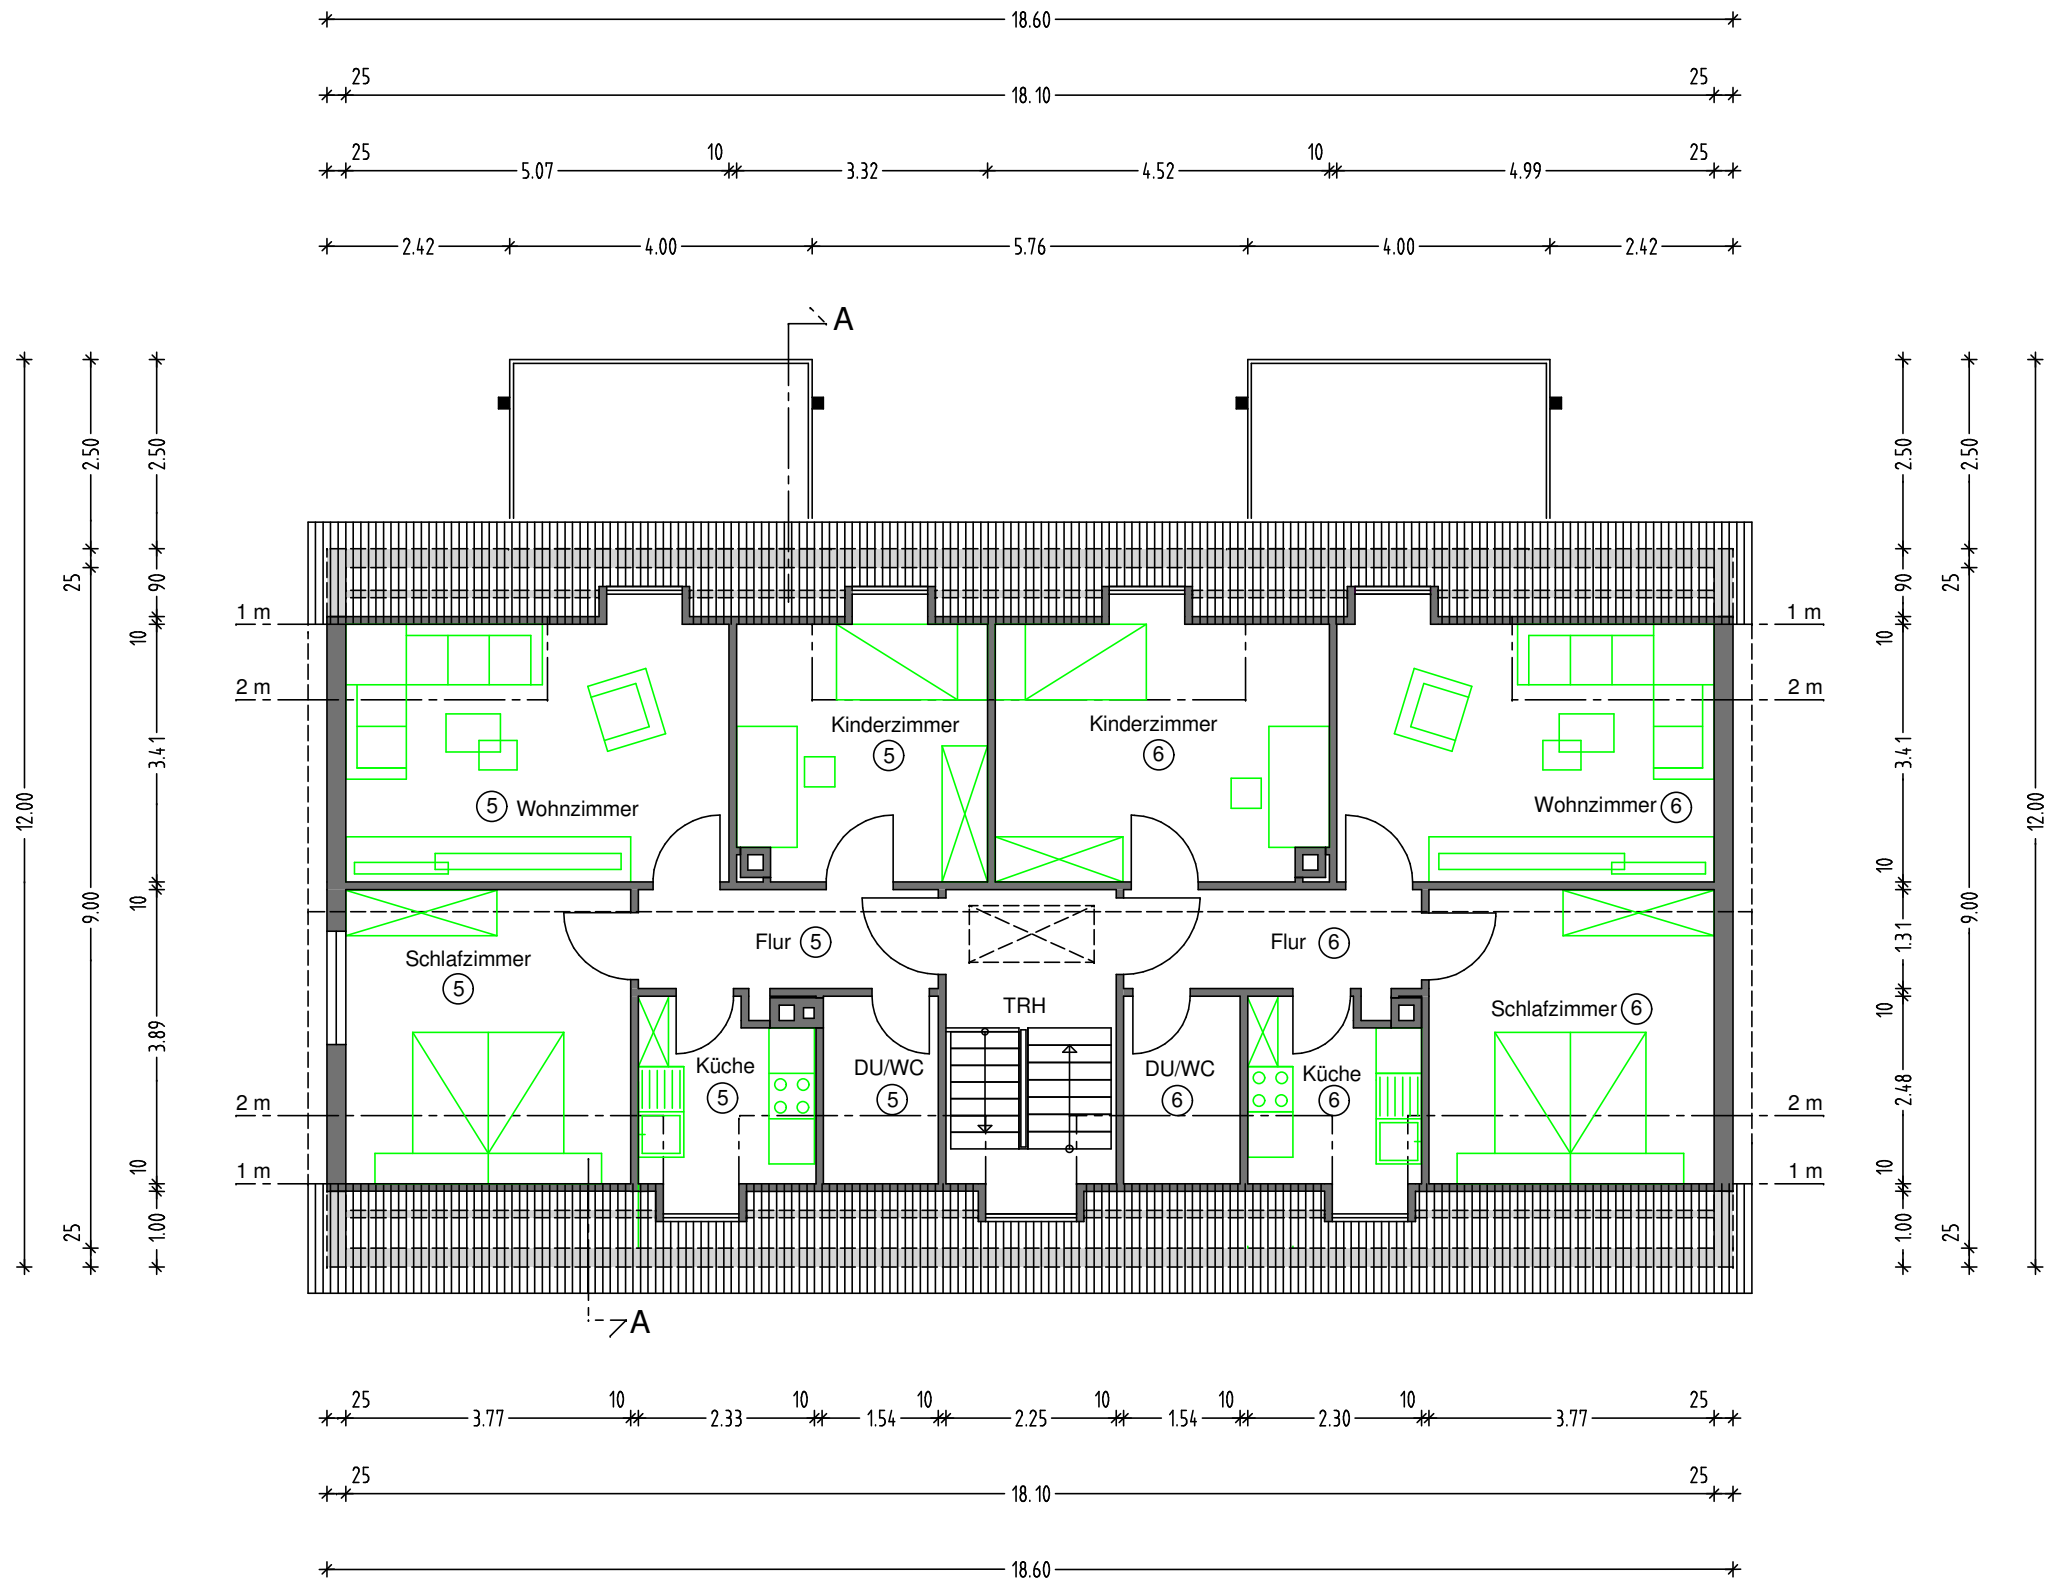 18.60
25 18.10 25
25 5.07 10 3.32 4.52 10 4.99 25
2.42 4.00 5.76 4.00 2.42
A
12.00
2.50 9.00 25 25
2.50 90 10 3.41 10 3.89 10 1.00
2.50 90 10 3.41 10 1.31 10 2.48 10 1.00
2.50 25 9.00 25
12.00
1 m 1 m
2 m 2 m
Kinderzimmer 5
Kinderzimmer 6
5 Wohnzimmer
Wohnzimmer 6
Flur 5
Flur 6
Schlafzimmer 5
TRH
Schlafzimmer 6
Küche 5
DU/WC 5
DU/WC 6
Küche 6
2 m 2 m
1 m 1 m
A
25 3.77 10 2.33 10 1.54 10 2.25 10 1.54 10 2.30 10 3.77 25
25 18.10 25
18.60